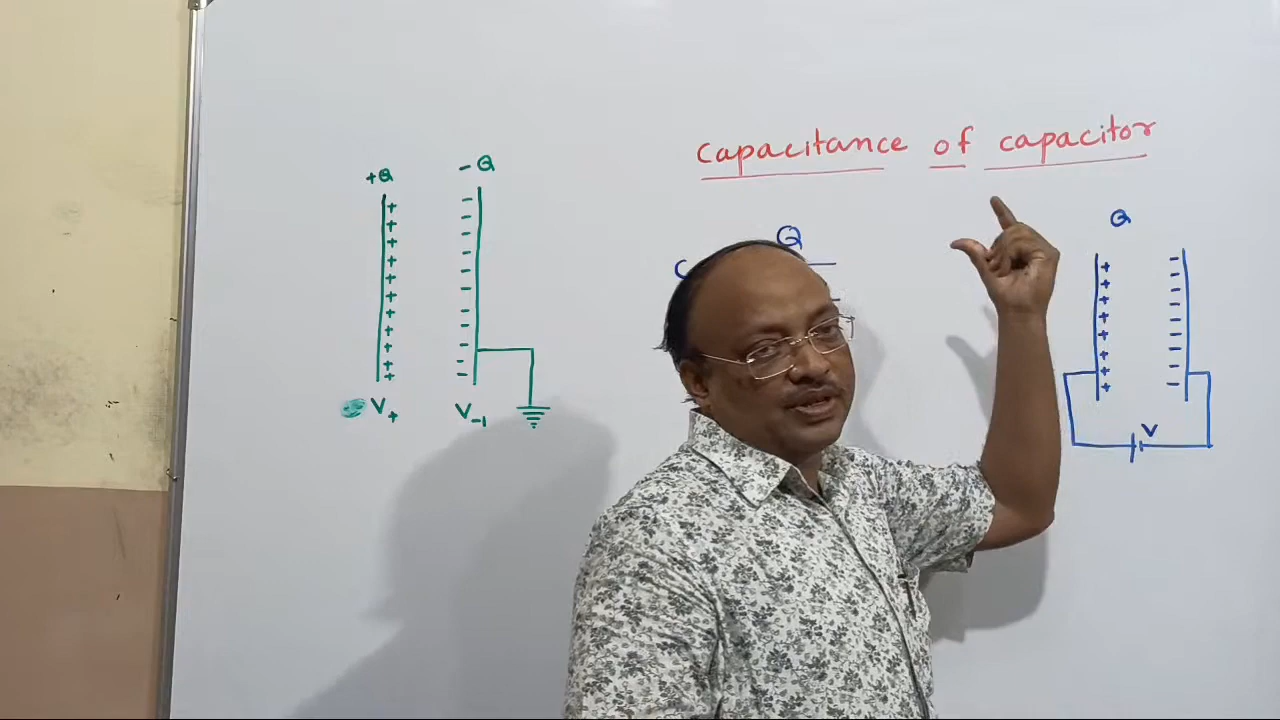 capacitance of capacitor
+Q -Q
+ + + + + + + + + +
- - - - - - - - - -
V+ V-1
C Q
Q
+ + + + + + + +
- - - - - - - - -
V